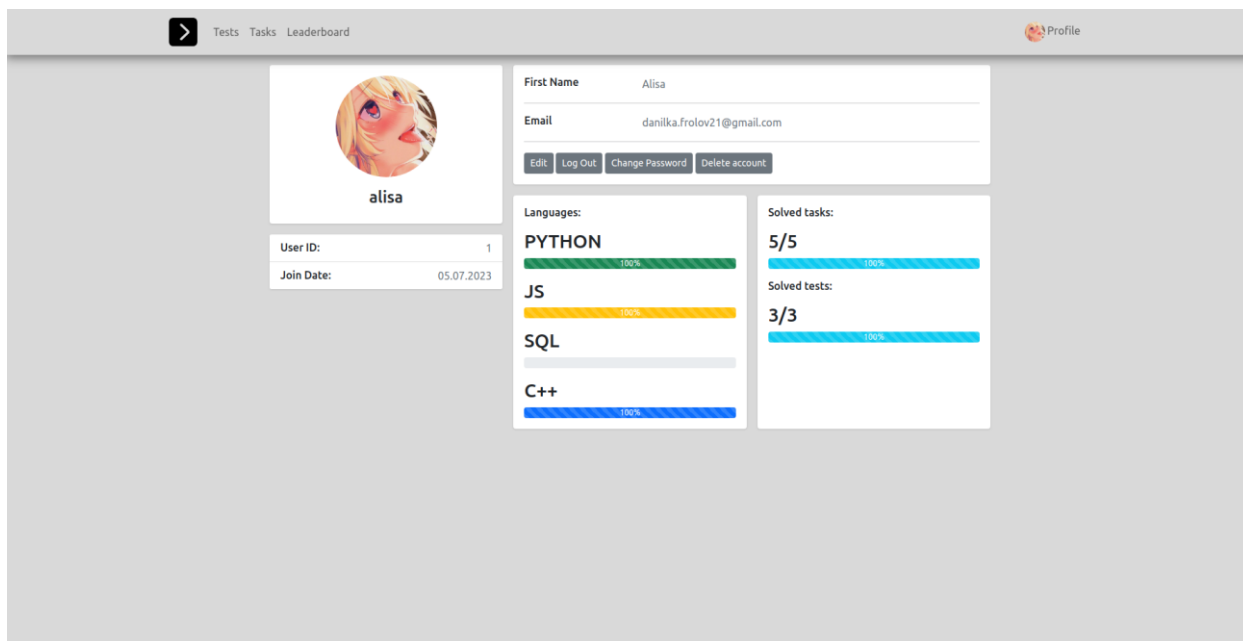 Tests Tasks Leaderboard
Profile
alisa
User ID: 1
Join Date: 05.07.2023
First Name Alisa
Email danilka.frolov21@gmail.com
Edit Log Out Change Password Delete account
Languages:
PYTHON
100%
JS
100%
SQL
C++
100%
Solved tasks:
5/5
100%
Solved tests:
3/3
100%